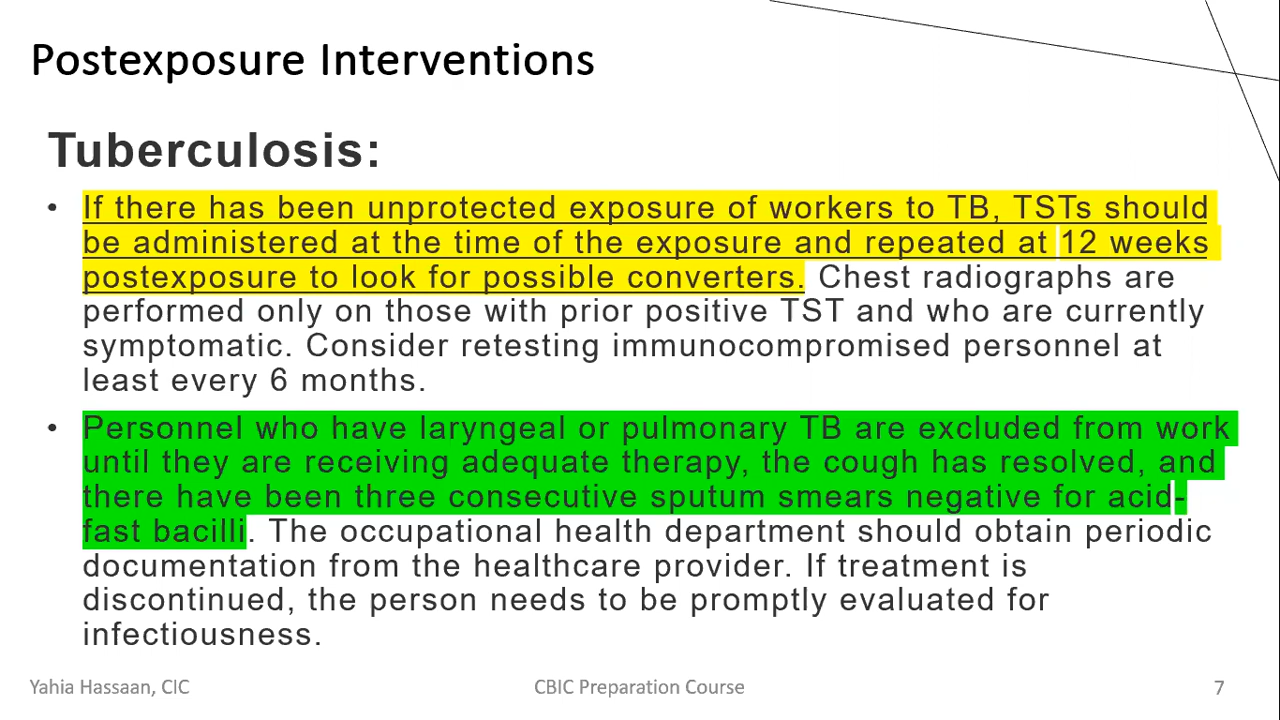 Postexposure Interventions
Tuberculosis:
• If there has been unprotected exposure of workers to TB, TSTs should
be administered at the time of the exposure and repeated at 12 weeks
postexposure to look for possible converters. Chest radiographs are
performed only on those with prior positive TST and who are currently
symptomatic. Consider retesting immunocompromised personnel at
least every 6 months.
• Personnel who have laryngeal or pulmonary TB are excluded from work
until they are receiving adequate therapy, the cough has resolved, and
there have been three consecutive sputum smears negative for acid-
fast bacilli. The occupational health department should obtain periodic
documentation from the healthcare provider. If treatment is
discontinued, the person needs to be promptly evaluated for
infectiousness.
Yahia Hassaan, CIC
CBIC Preparation Course
7